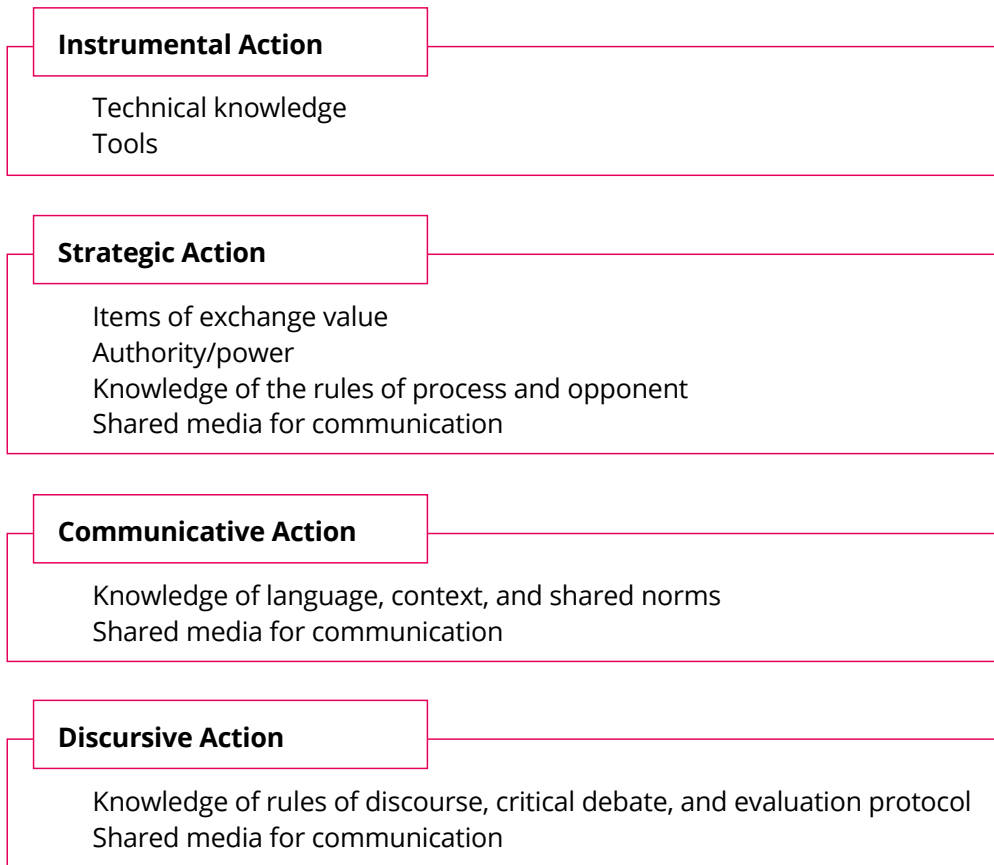 Instrumental Action
Technical knowledge
Tools
Strategic Action
Items of exchange value
Authority/power
Knowledge of the rules of process and opponent
Shared media for communication
Communicative Action
Knowledge of language, context, and shared norms
Shared media for communication
Discursive Action
Knowledge of rules of discourse, critical debate, and evaluation protocol
Shared media for communication